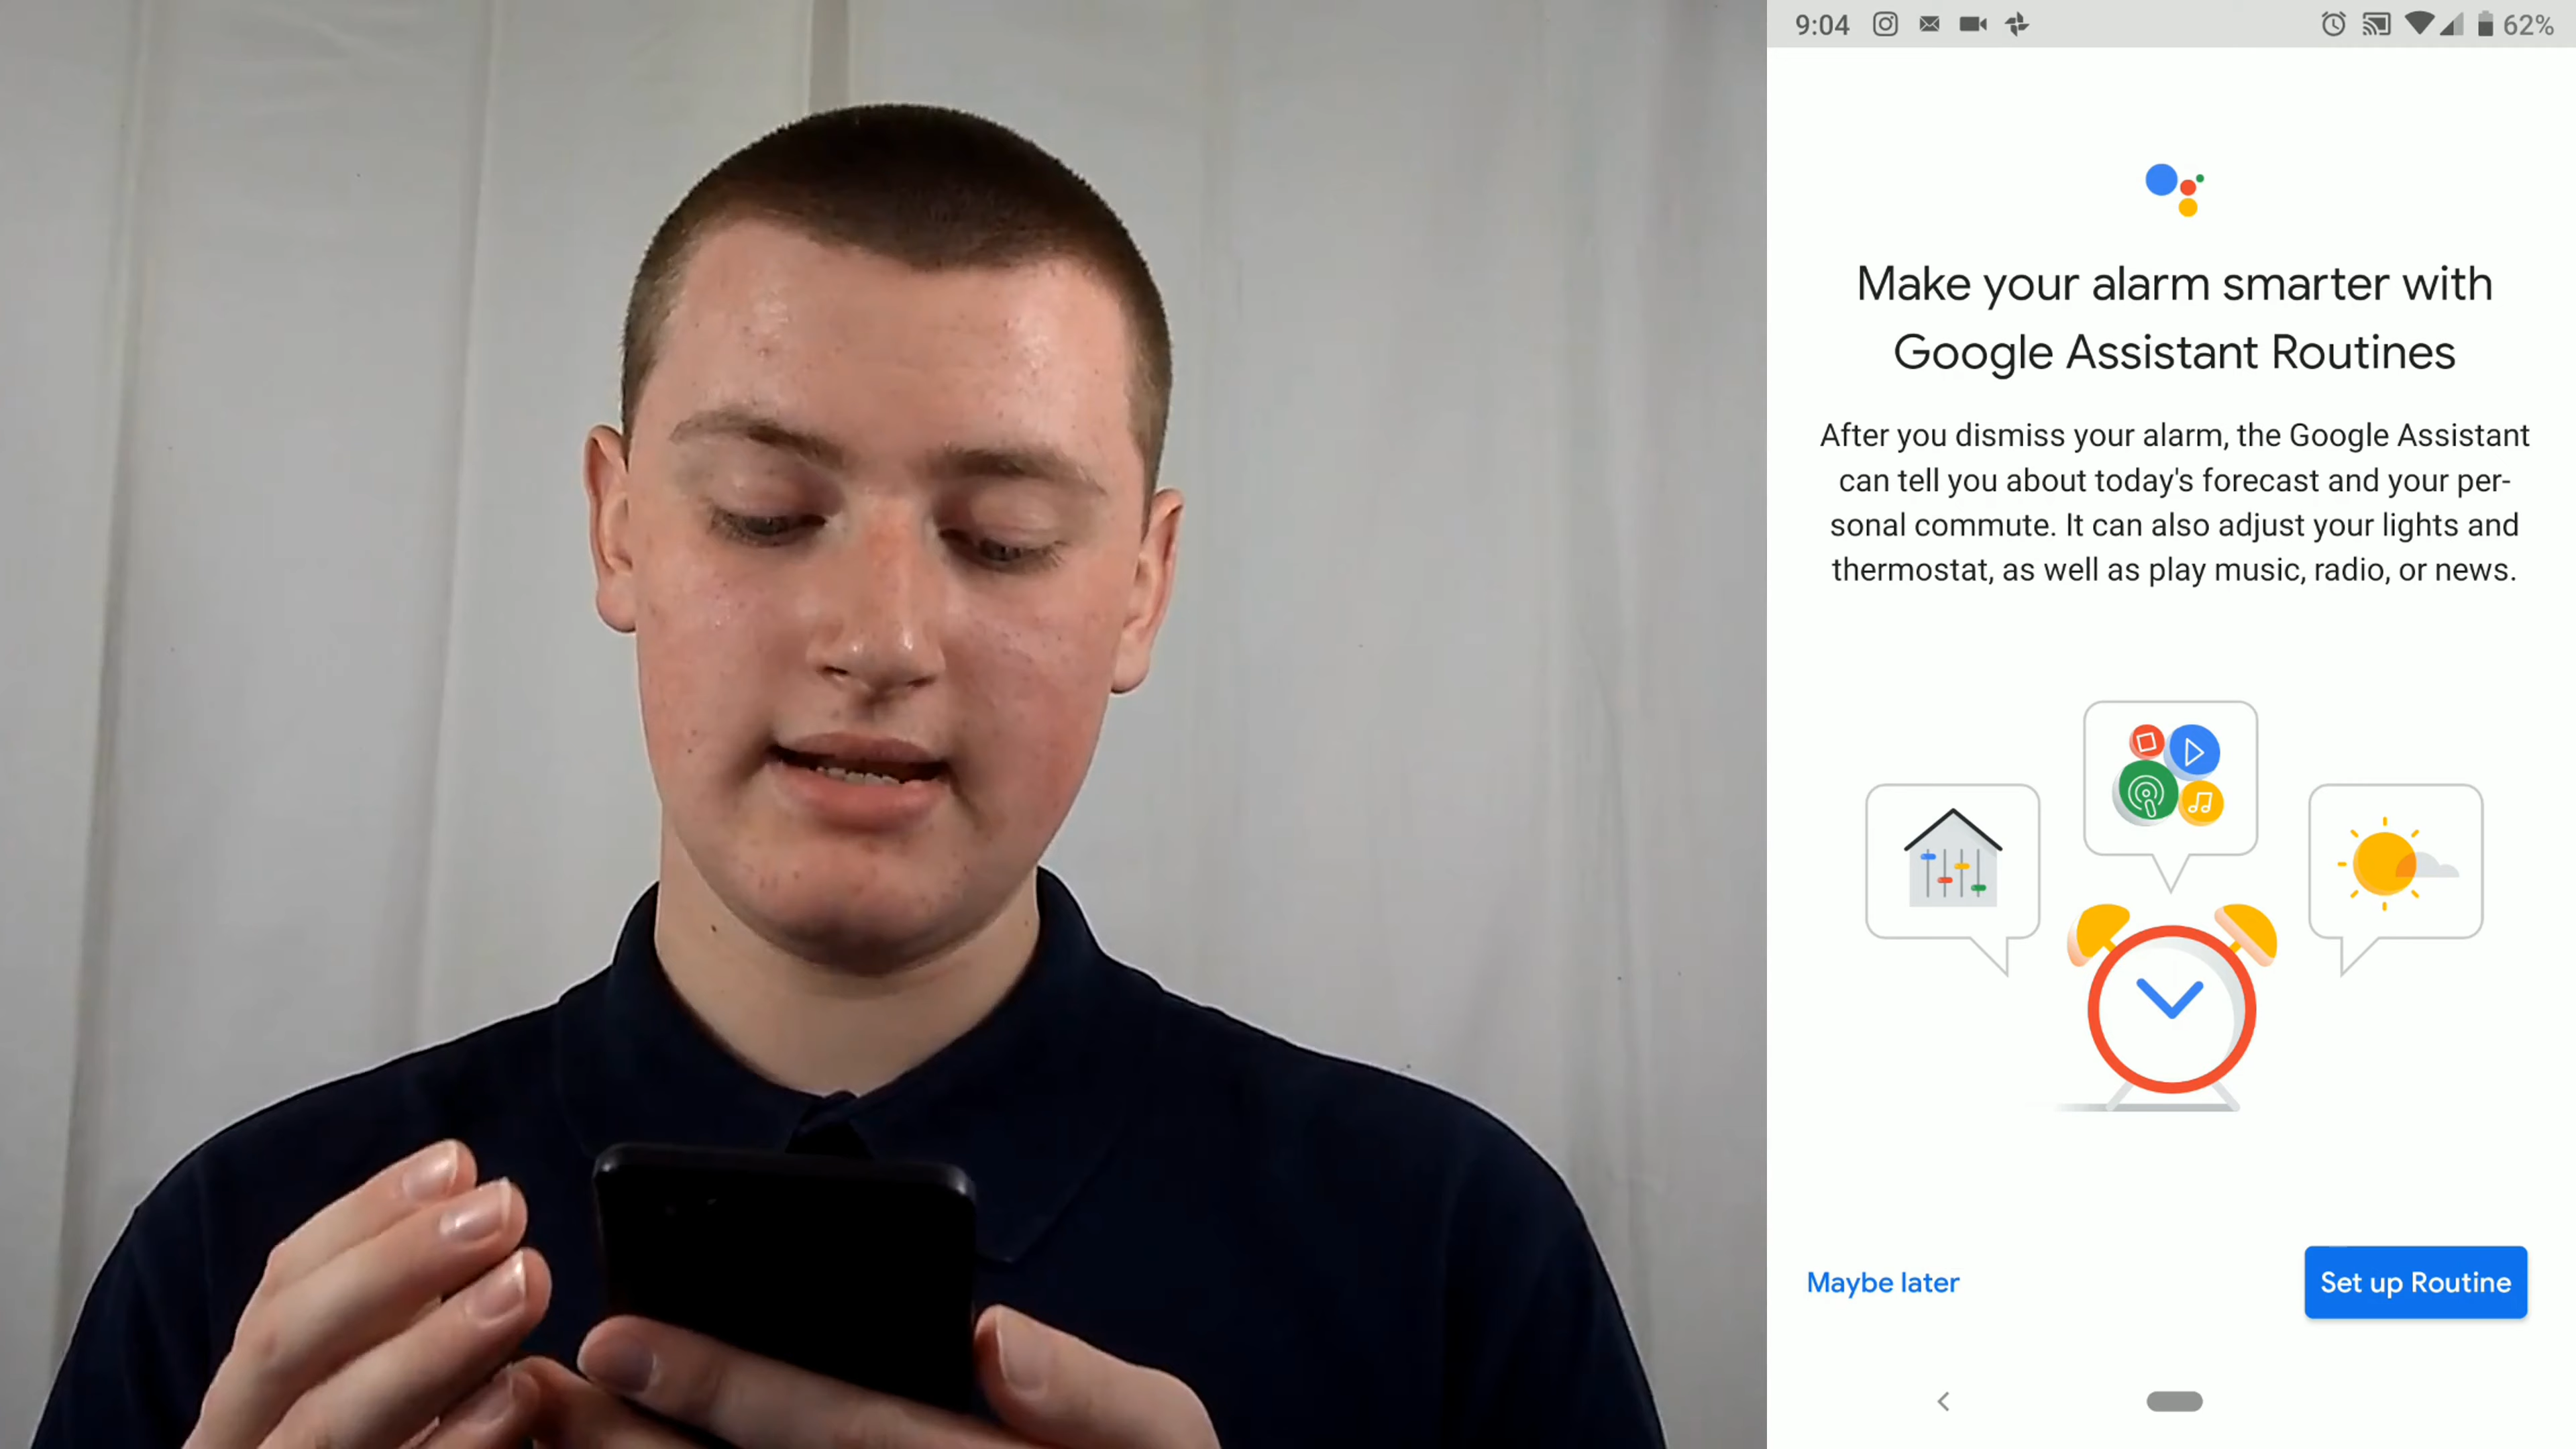 9:04
62%
Make your alarm smarter with
Google Assistant Routines
After you dismiss your alarm, the Google Assistant
can tell you about today's forecast and your per-
sonal commute. It can also adjust your lights and
thermostat, as well as play music, radio, or news.
Maybe later
Set up Routine